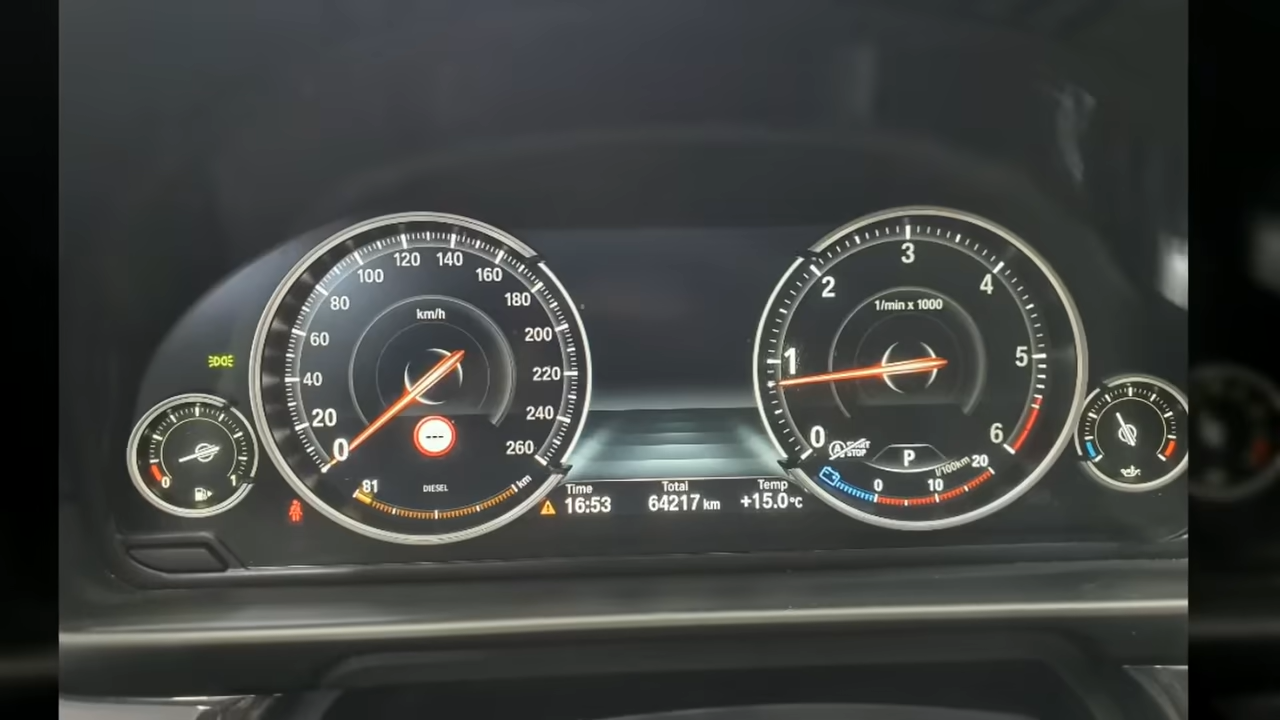 km/h
0
20
40
60
80
100
120
140
160
180
200
220
240
260
---
81
DIESEL
km
0
1
Time
16:53
Total
64217 km
Temp
+15.0°C
1/min x 1000
0
1
2
3
4
5
6
A START
STOP
P
l/100km
0
10
20